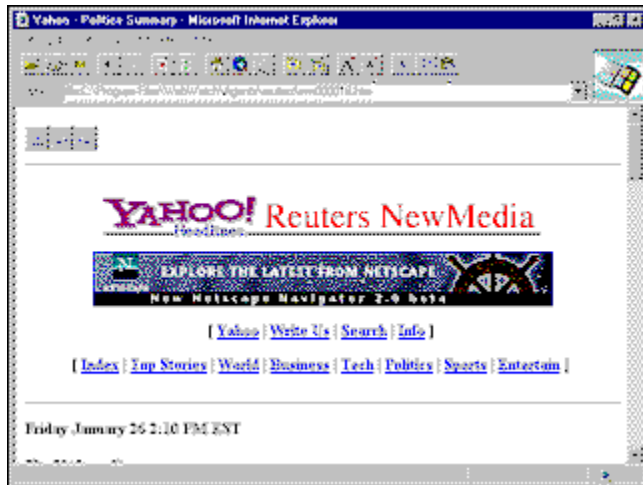 Yahoo - Politics Summary - Microsoft Internet Explorer
YAHOO! Reuters NewMedia
Headlines
N
EXPLORE THE LATEST FROM NETSCAPE
New Netscape Navigator 2.0 beta
[ Yahoo | Write Us | Search | Info ]
[ Index | Top Stories | World | Business | Tech | Politics | Sports | Entertain ]
Friday January 26 2:10 PM EST